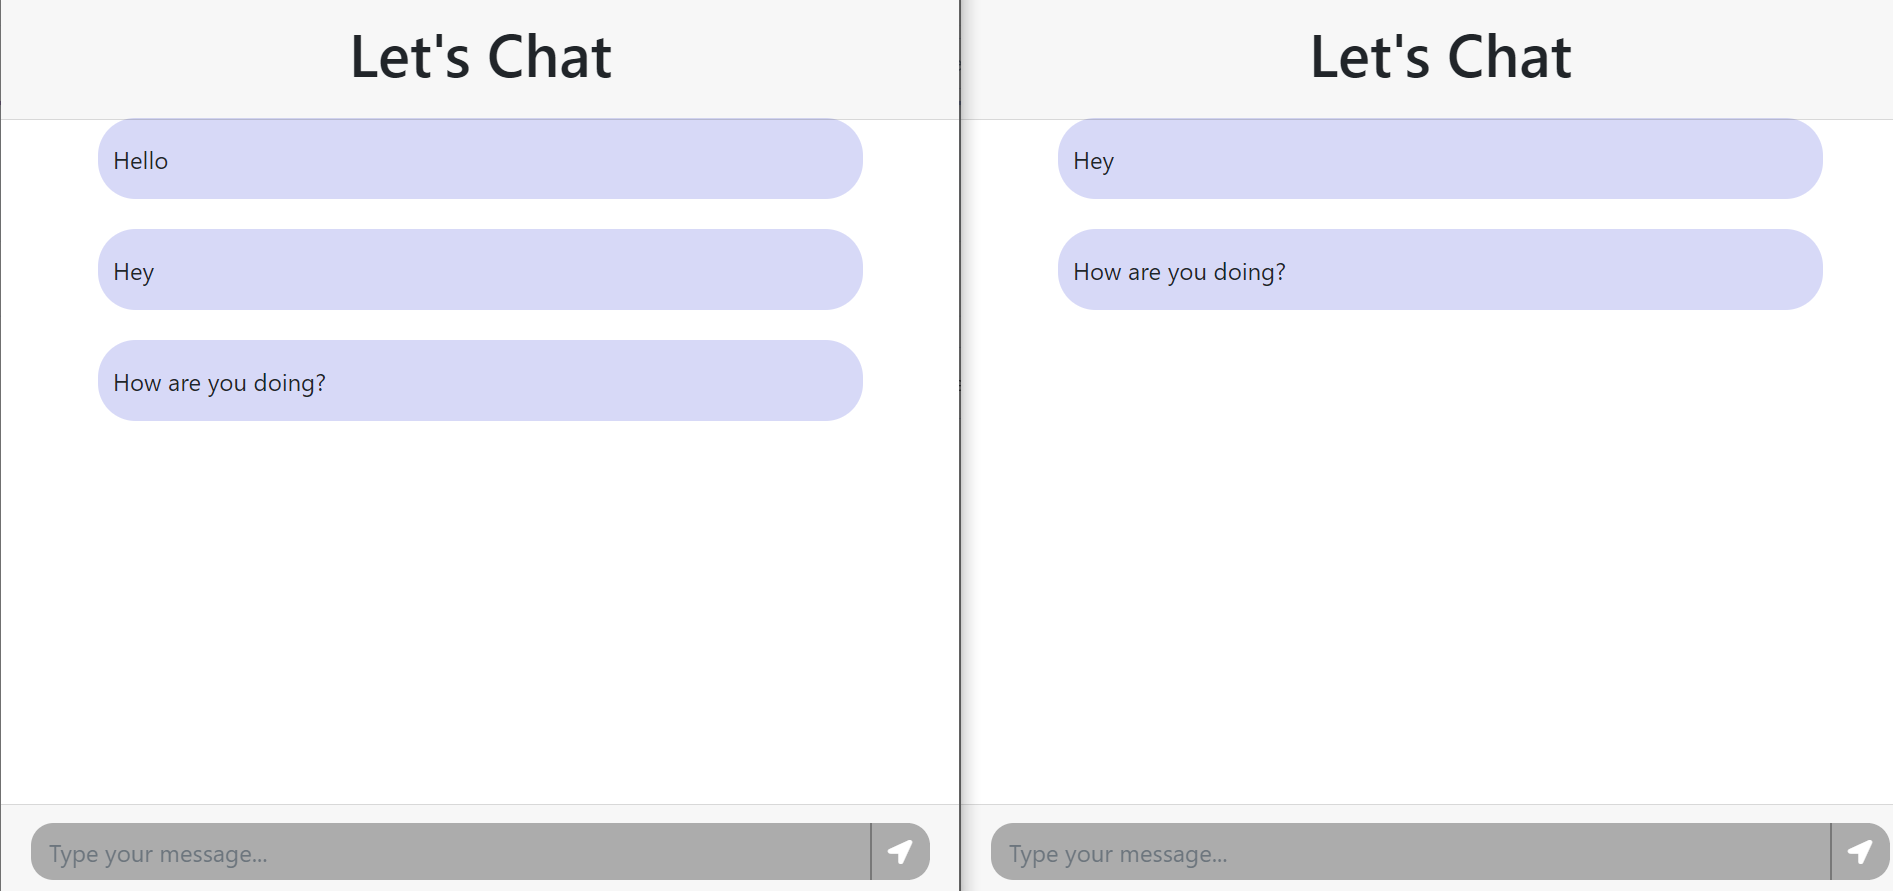 Let's Chat
Hello
Hey
How are you doing?
Type your message...
Let's Chat
Hey
How are you doing?
Type your message...